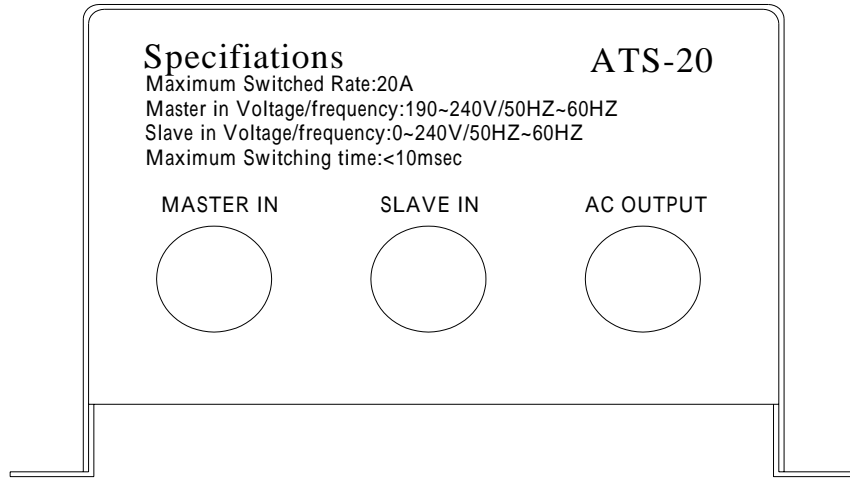 Specifiations
ATS-20
Maximum Switched Rate:20A
Master in Voltage/frequency:190~240V/50HZ~60HZ
Slave in Voltage/frequency:0~240V/50HZ~60HZ
Maximum Switching time:<10msec
MASTER IN
SLAVE IN
AC OUTPUT